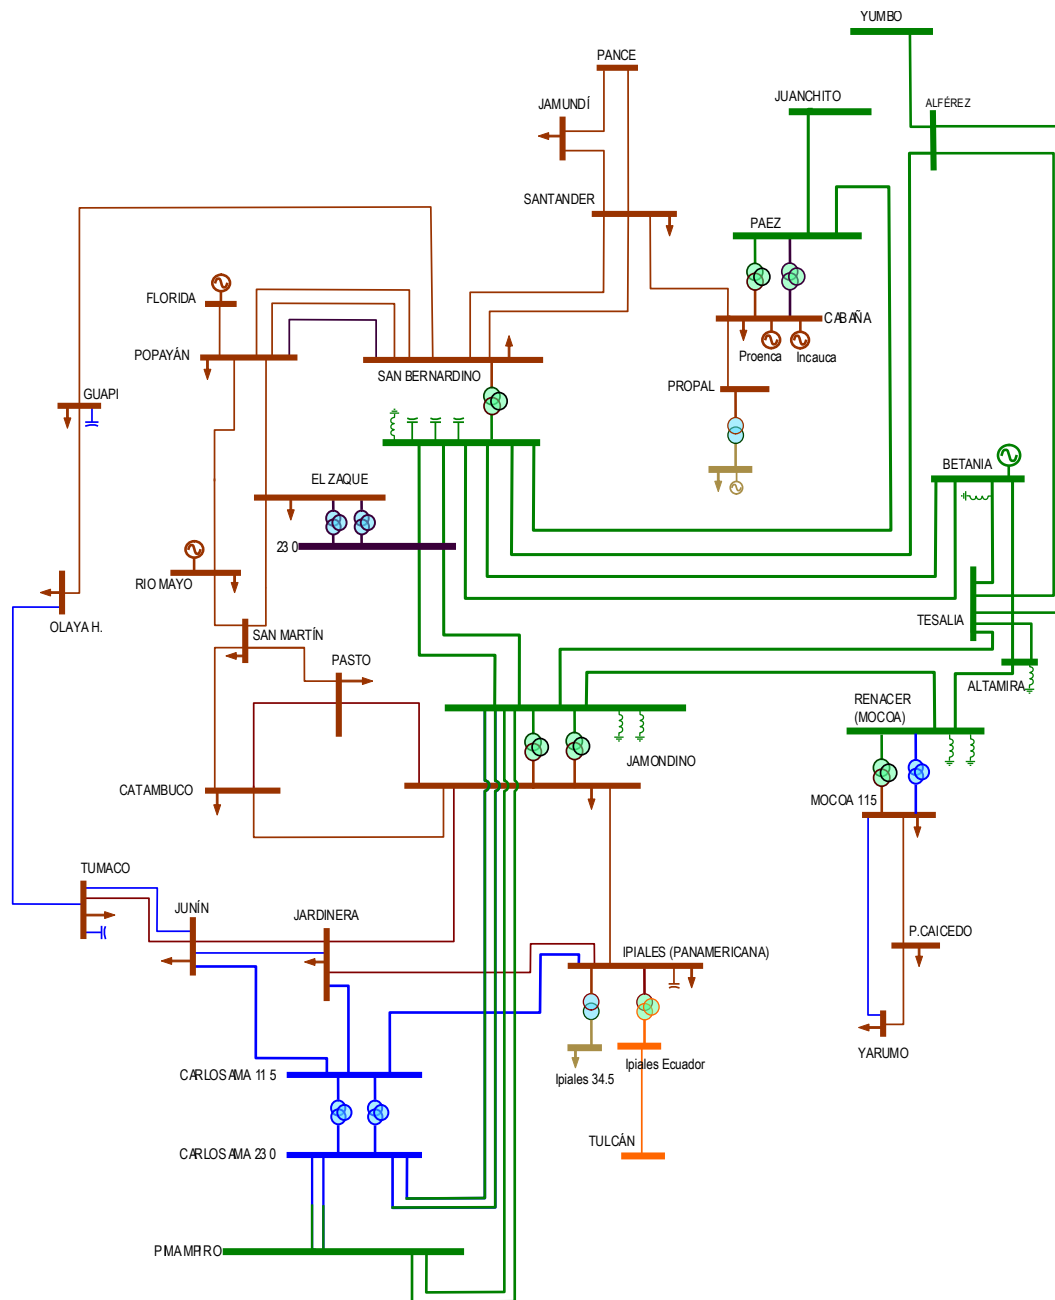 YUMBO
PANCE
JAMUNDÍ
JUANCHITO
ALFÉREZ
SANTANDER
PAEZ
FLORIDA
CABAÑA
POPAYÁN
Proenca
Incauca
SAN BERNARDINO
PROPAL
GUAPI
BETANIA
EL ZAQUE
230
RIO MAYO
TESALIA
OLAYA H.
SAN MARTÍN
PASTO
ALTAMIRA
RENACER
(MOCOA)
JAMONDINO
CATAMBUCO
MOCOA 115
TUMACO
JUNÍN
JARDINERA
P.CAICEDO
IPIALES (PANAMERICANA)
YARUMO
Ipiales 34.5
Ipiales Ecuador
CARLOSAMA 115
TULCÁN
CARLOSAMA 230
PIMAMPIRO